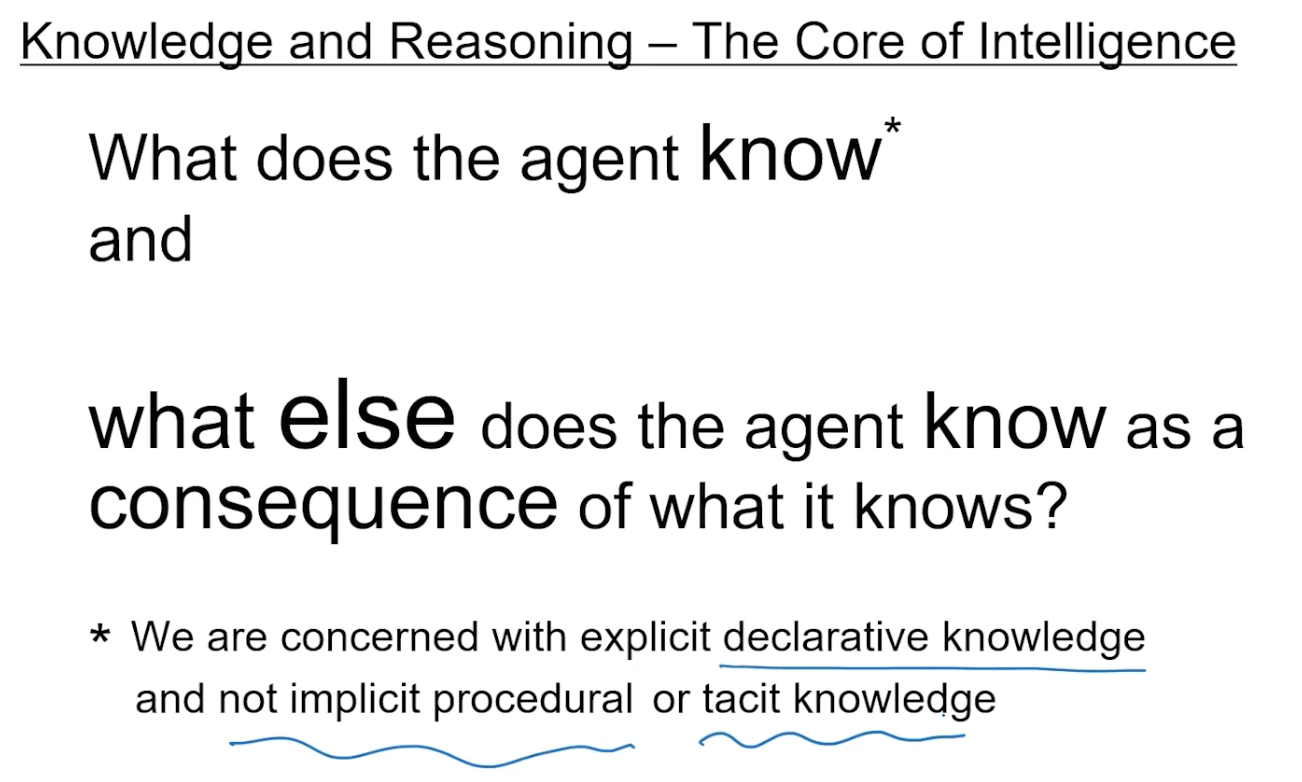 Knowledge and Reasoning – The Core of Intelligence
What does the agent know*
and
what else does the agent know as a
consequence of what it knows?
* We are concerned with explicit declarative knowledge
and not implicit procedural or tacit knowledge